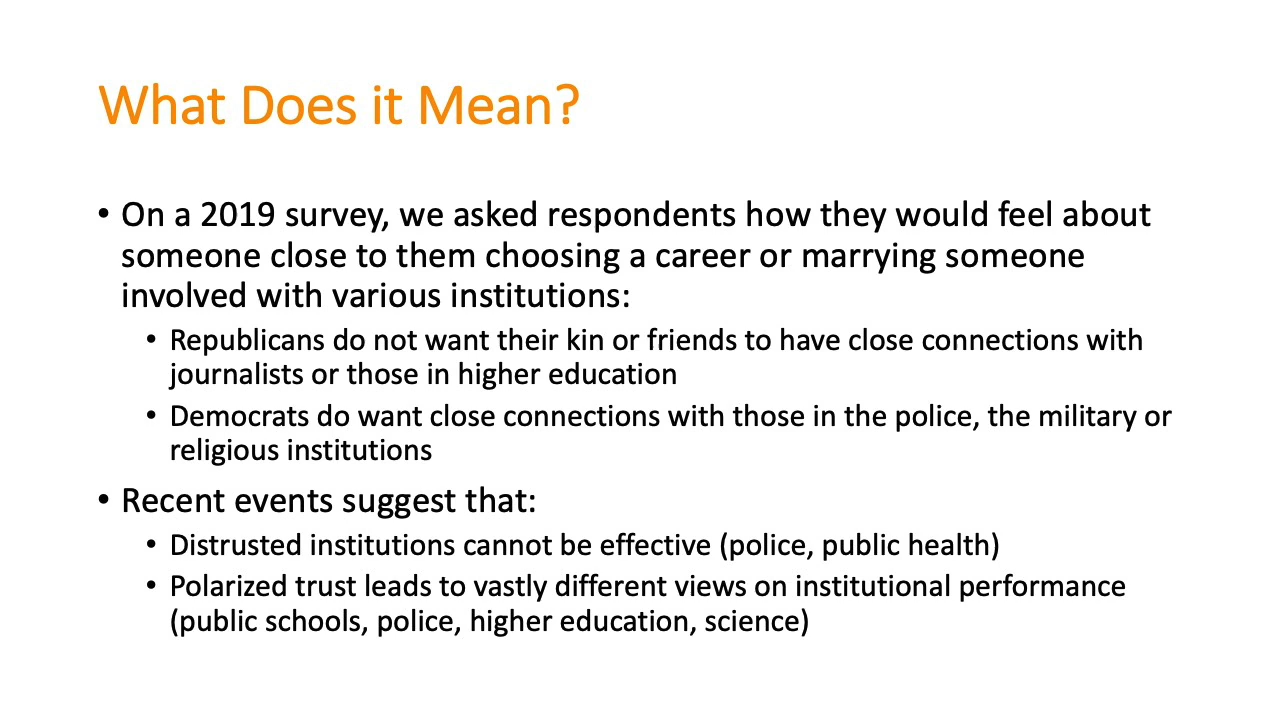 What Does it Mean?
• On a 2019 survey, we asked respondents how they would feel about
someone close to them choosing a career or marrying someone
involved with various institutions:
• Republicans do not want their kin or friends to have close connections with
journalists or those in higher education
• Democrats do want close connections with those in the police, the military or
religious institutions
• Recent events suggest that:
• Distrusted institutions cannot be effective (police, public health)
• Polarized trust leads to vastly different views on institutional performance
(public schools, police, higher education, science)